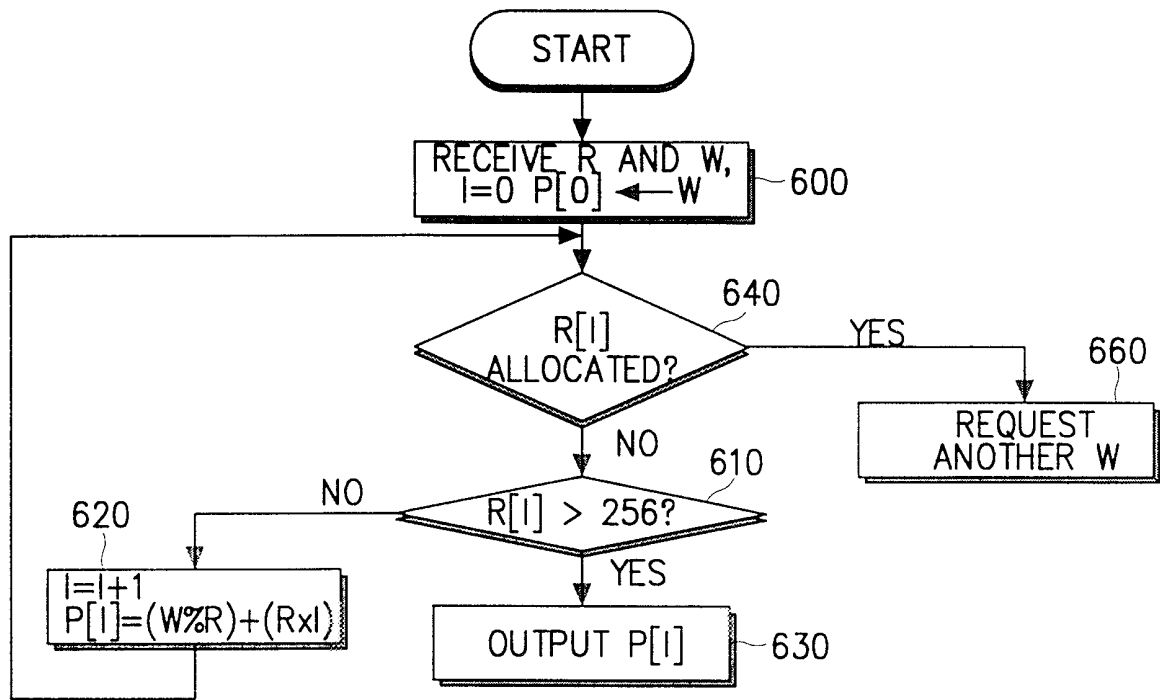 START
RECEIVE R AND W,
I=0 P[0] ← W
600
640
R[I]
ALLOCATED?
YES
660
REQUEST
ANOTHER W
NO
610
R[I] > 256?
NO
620
I=I+1
P[I]=(W%R)+(RxI)
YES
OUTPUT P[I]
630